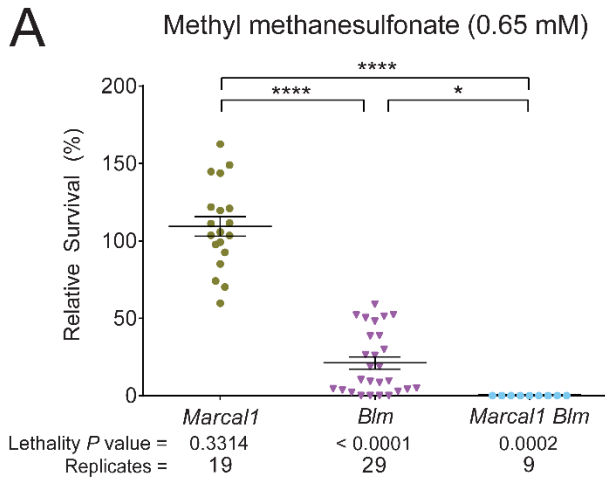 A
Methyl methanesulfonate (0.65 mM)
****
**** *
200
150
100
50
0
Relative Survival (%)
Marcal1 Blm Marcal1 Blm
Lethality P value = 0.3314 < 0.0001 0.0002
Replicates = 19 29 9